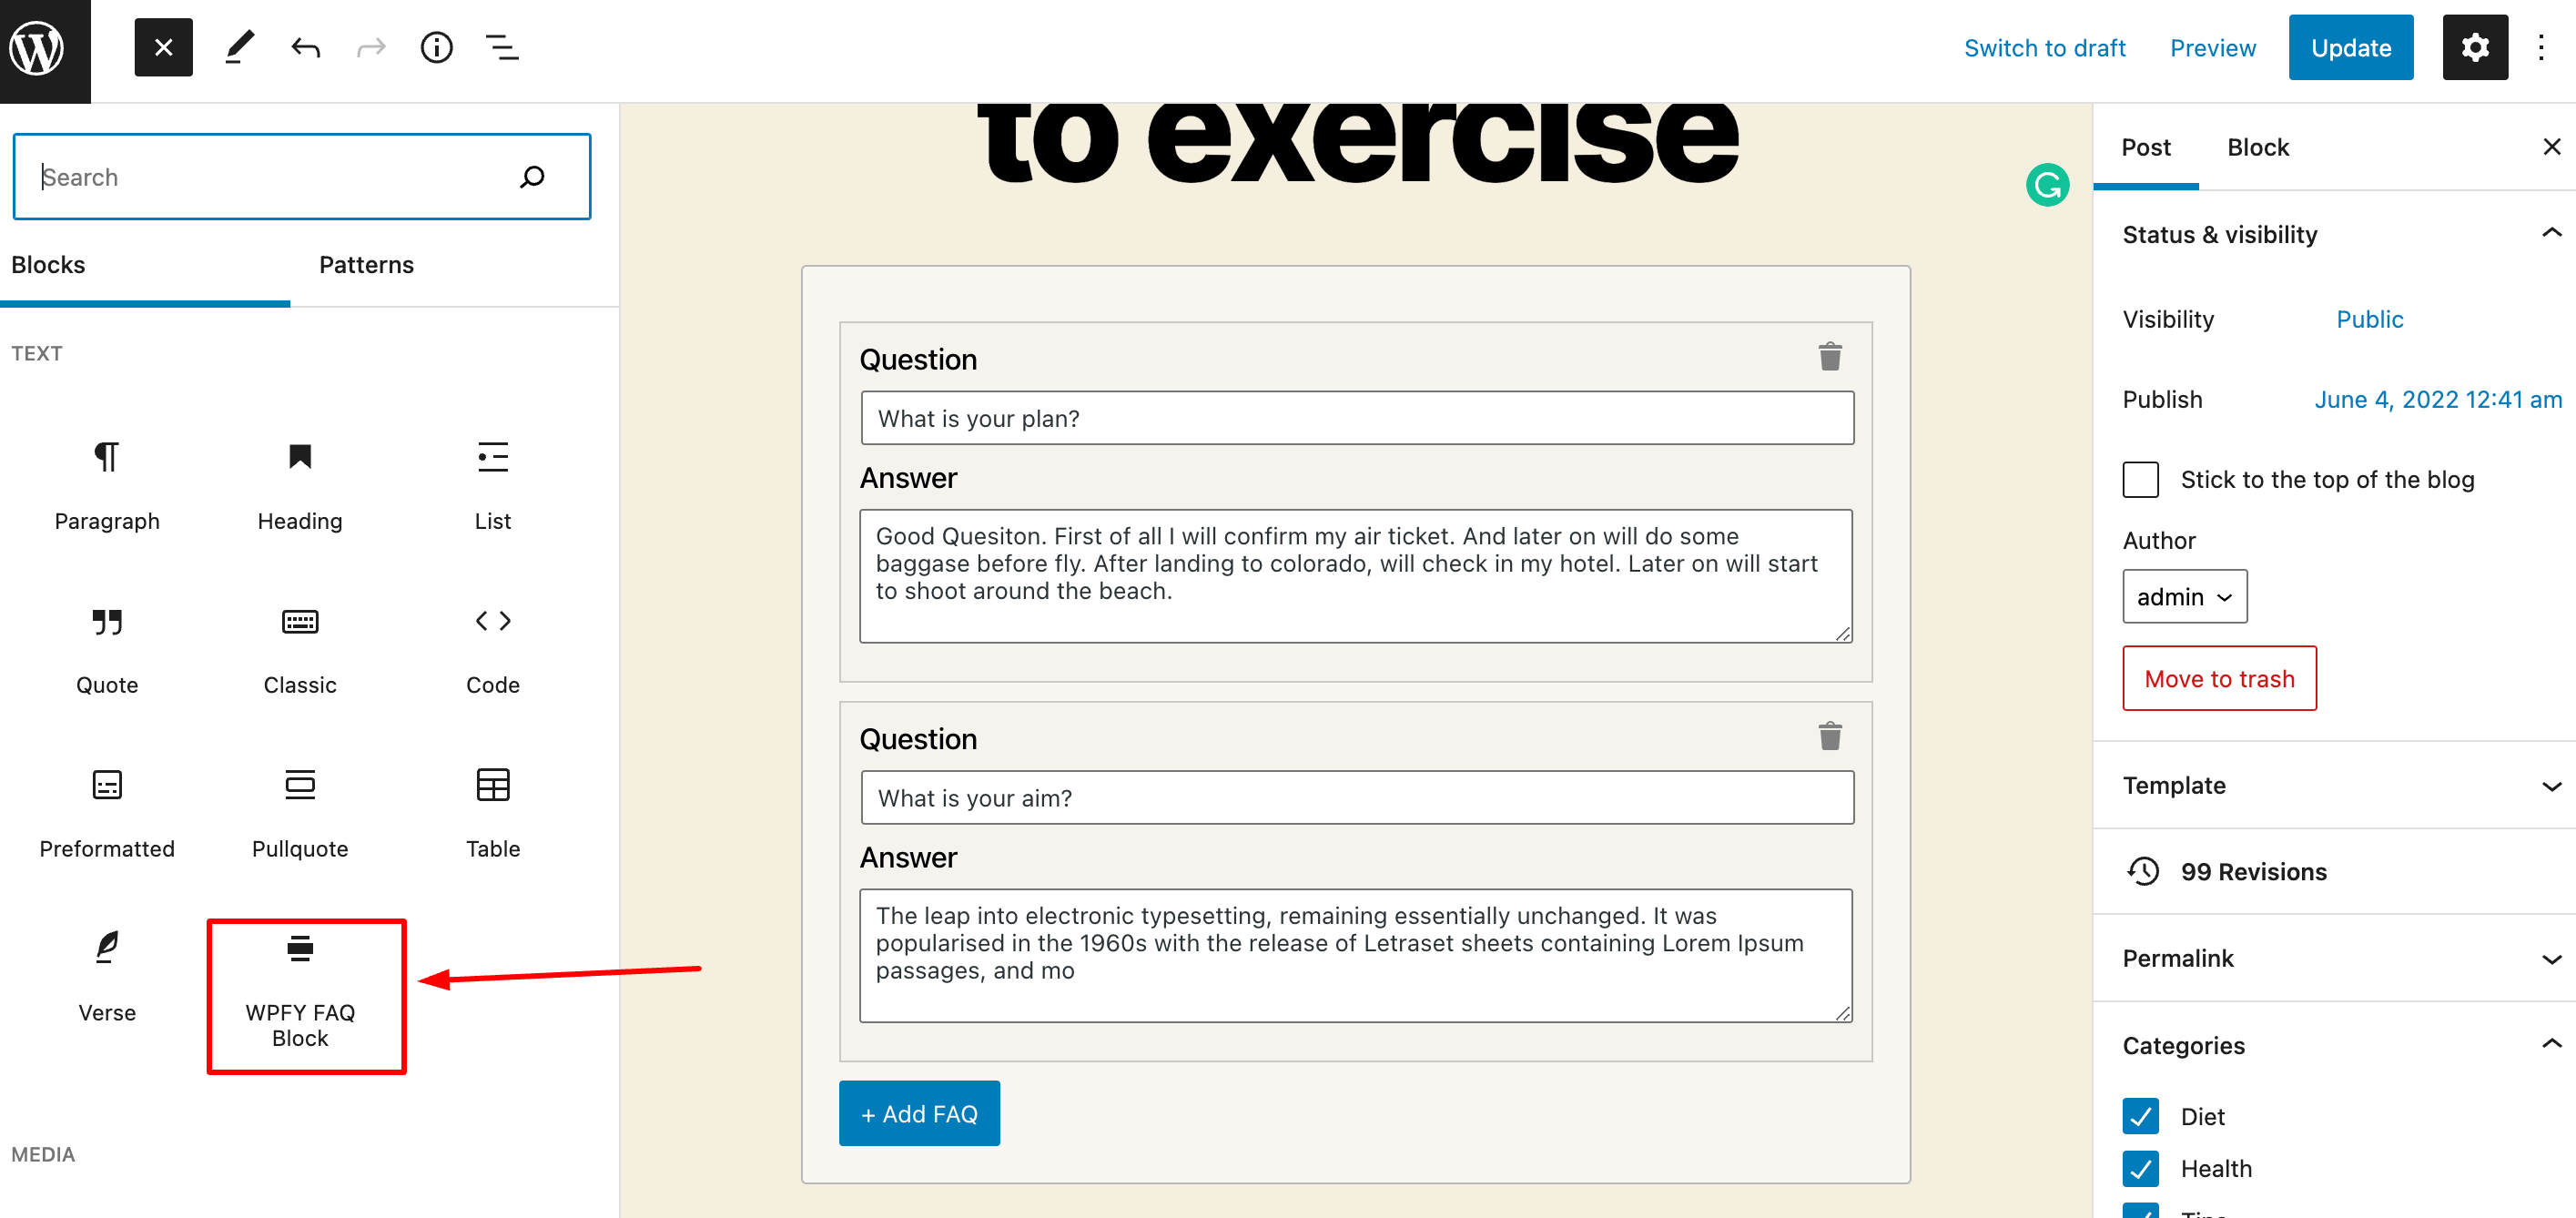 Switch to draft
Preview
Update
Search
Blocks
Patterns
TEXT
Paragraph
Heading
List
Quote
Classic
Code
Preformatted
Pullquote
Table
Verse
WPFY FAQ
Block
MEDIA
to exercise
Question
What is your plan?
Answer
Good Quesiton. First of all I will confirm my air ticket. And later on will do some
baggase before fly. After landing to colorado, will check in my hotel. Later on will start
to shoot around the beach.
Question
What is your aim?
Answer
The leap into electronic typesetting, remaining essentially unchanged. It was
popularised in the 1960s with the release of Letraset sheets containing Lorem Ipsum
passages, and mo
+ Add FAQ
Post
Block
Status & visibility
Visibility
Public
Publish
June 4, 2022 12:41 am
Stick to the top of the blog
Author
admin
Move to trash
Template
99 Revisions
Permalink
Categories
Diet
Health